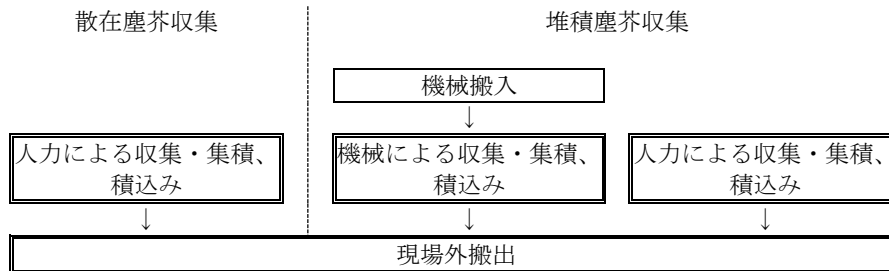 散在塵芥収集
堆積塵芥収集
機械搬入
↓
人力による収集・集積、
積込み
機械による収集・集積、
積込み
人力による収集・集積、
積込み
↓ ↓ ↓
現場外搬出